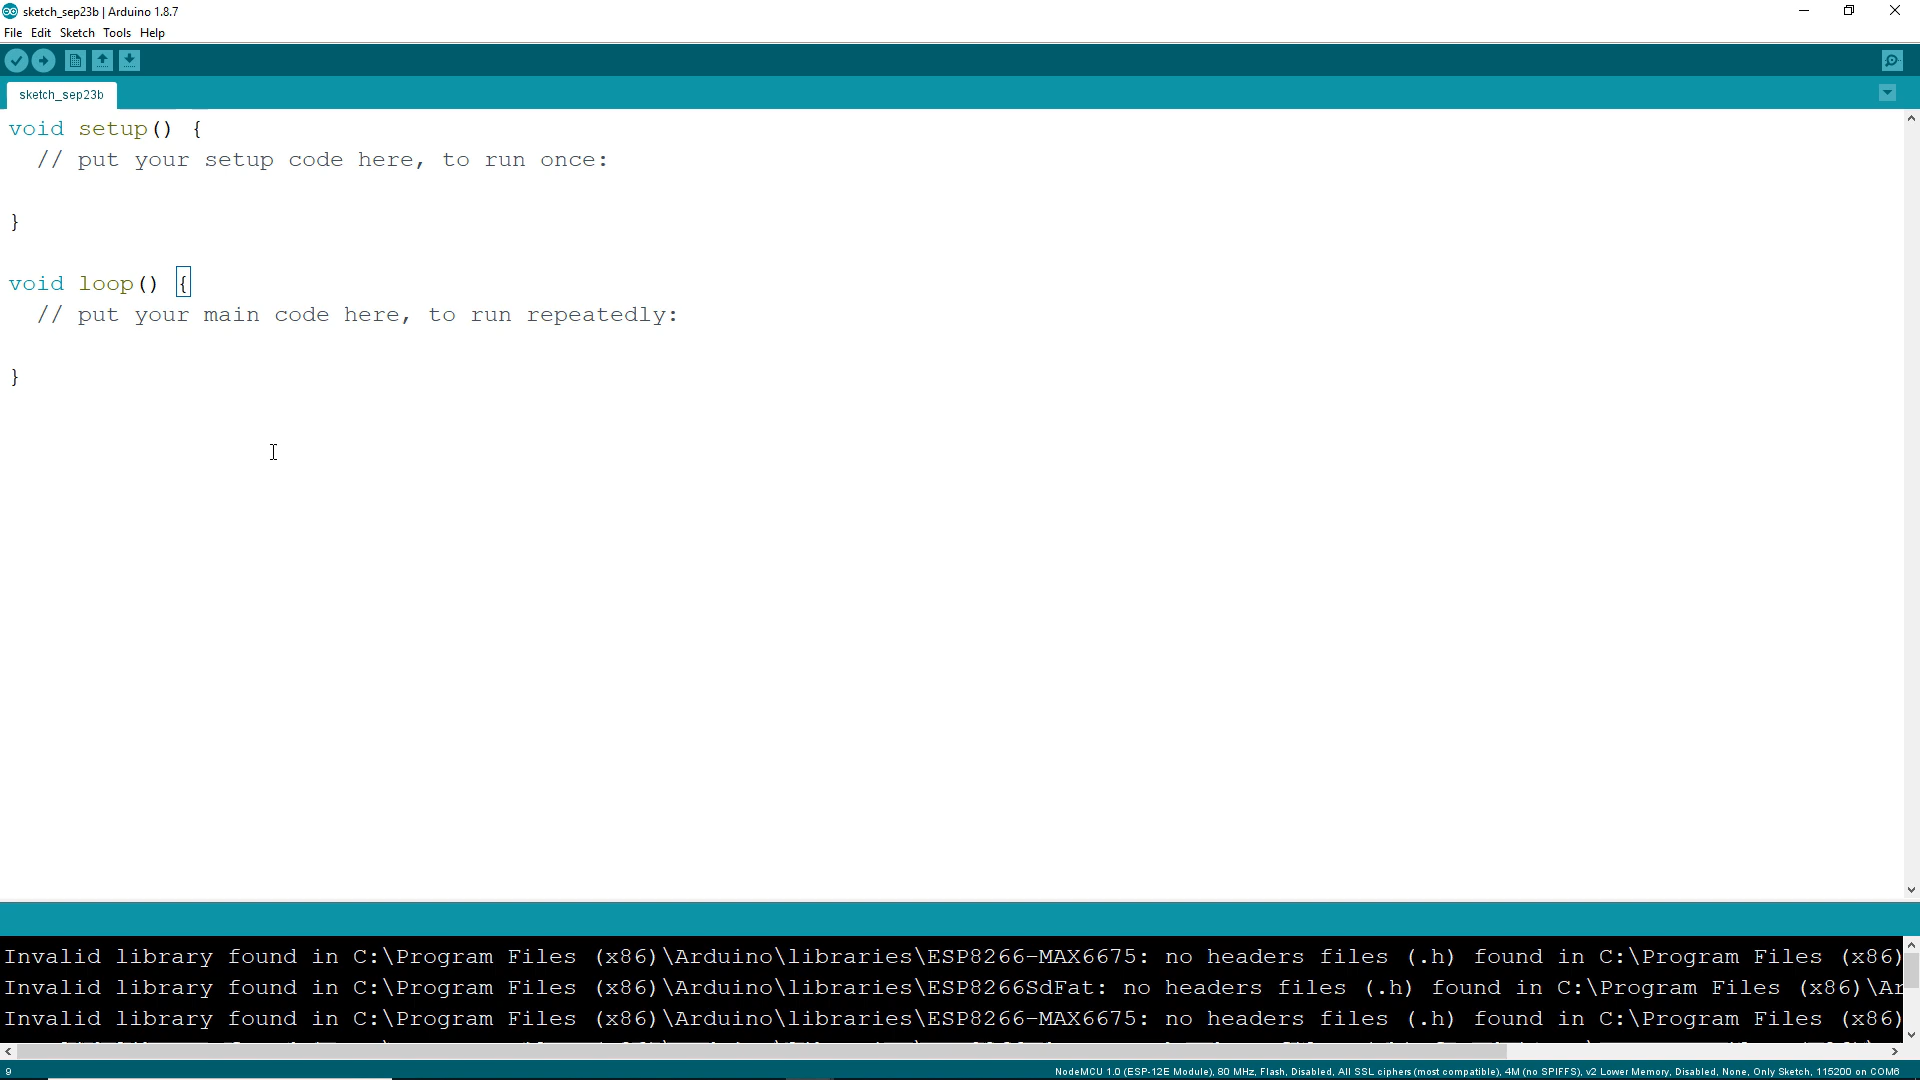 sketch_sep23b | Arduino 1.8.7
File Edit Sketch Tools Help
sketch_sep23b
void setup() {
  // put your setup code here, to run once:
}
void loop() {
  // put your main code here, to run repeatedly:
}
Invalid library found in C:\Program Files (x86)\Arduino\libraries\ESP8266-MAX6675: no headers files (.h) found in C:\Program Files (x86)
Invalid library found in C:\Program Files (x86)\Arduino\libraries\ESP8266SdFat: no headers files (.h) found in C:\Program Files (x86)\Ar
Invalid library found in C:\Program Files (x86)\Arduino\libraries\ESP8266-MAX6675: no headers files (.h) found in C:\Program Files (x86)
9
NodeMCU 1.0 (ESP-12E Module), 80 MHz, Flash, Disabled, All SSL ciphers (most compatible), 4M (no SPIFFS), v2 Lower Memory, Disabled, None, Only Sketch, 115200 on COM6